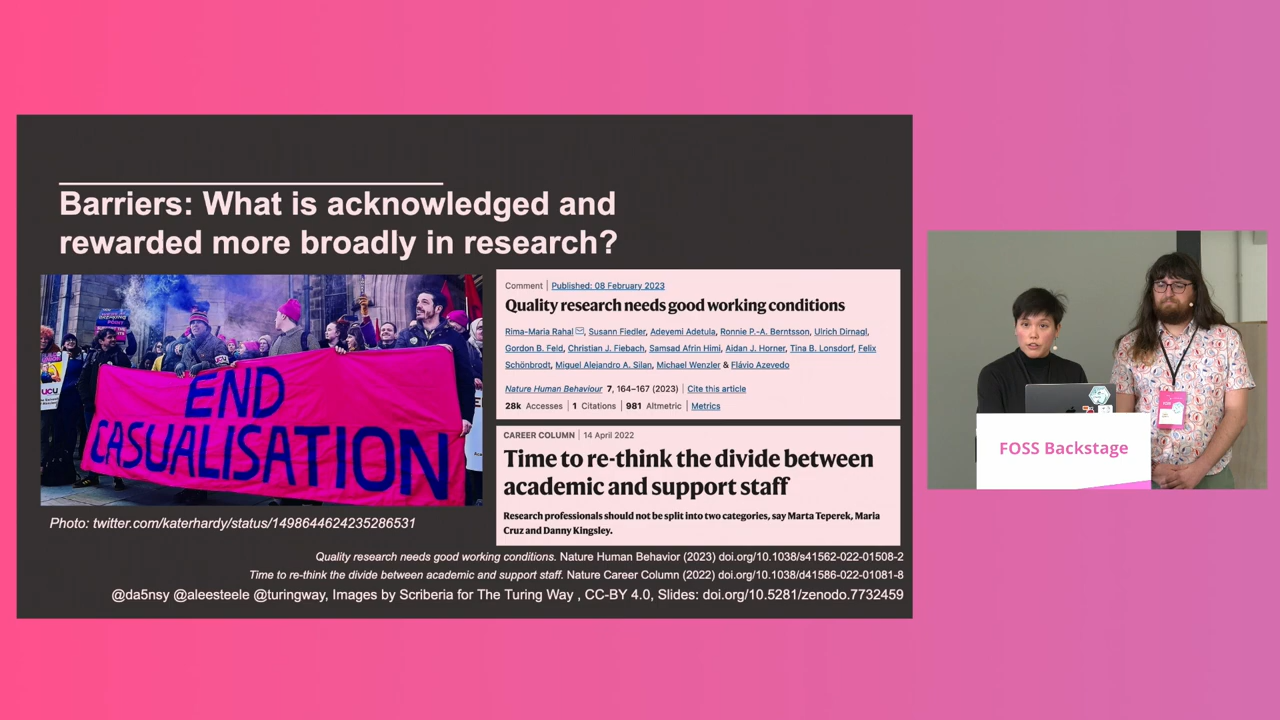 Barriers: What is acknowledged and
rewarded more broadly in research?
END
CASUALISATION
UCU
Photo: twitter.com/katerhardy/status/1498644624235286531
Comment | Published: 08 February 2023
Quality research needs good working conditions
Rima-Maria Rahal, Susann Fiedler, Adeyemi Adetula, Ronnie P.-A. Berntsson, Ulrich Dirnagl,
Gordon B. Feld, Christian J. Fiebach, Samsad Afrin Himi, Aidan J. Horner, Tina B. Lonsdorf, Felix
Schönbrodt, Miguel Alejandro A. Silan, Michael Wenzler & Flávio Azevedo
Nature Human Behaviour 7, 164–167 (2023) | Cite this article
28k Accesses | 1 Citations | 981 Altmetric | Metrics
CAREER COLUMN | 14 April 2022
Time to re-think the divide between
academic and support staff
Research professionals should not be split into two categories, say Marta Teperek, Maria
Cruz and Danny Kingsley.
Quality research needs good working conditions. Nature Human Behavior (2023) doi.org/10.1038/s41562-022-01508-2
Time to re-think the divide between academic and support staff. Nature Career Column (2022) doi.org/10.1038/d41586-022-01081-8
@da5nsy @aleesteele @turingway, Images by Scriberia for The Turing Way , CC-BY 4.0, Slides: doi.org/10.5281/zenodo.7732459
FOSS Backstage